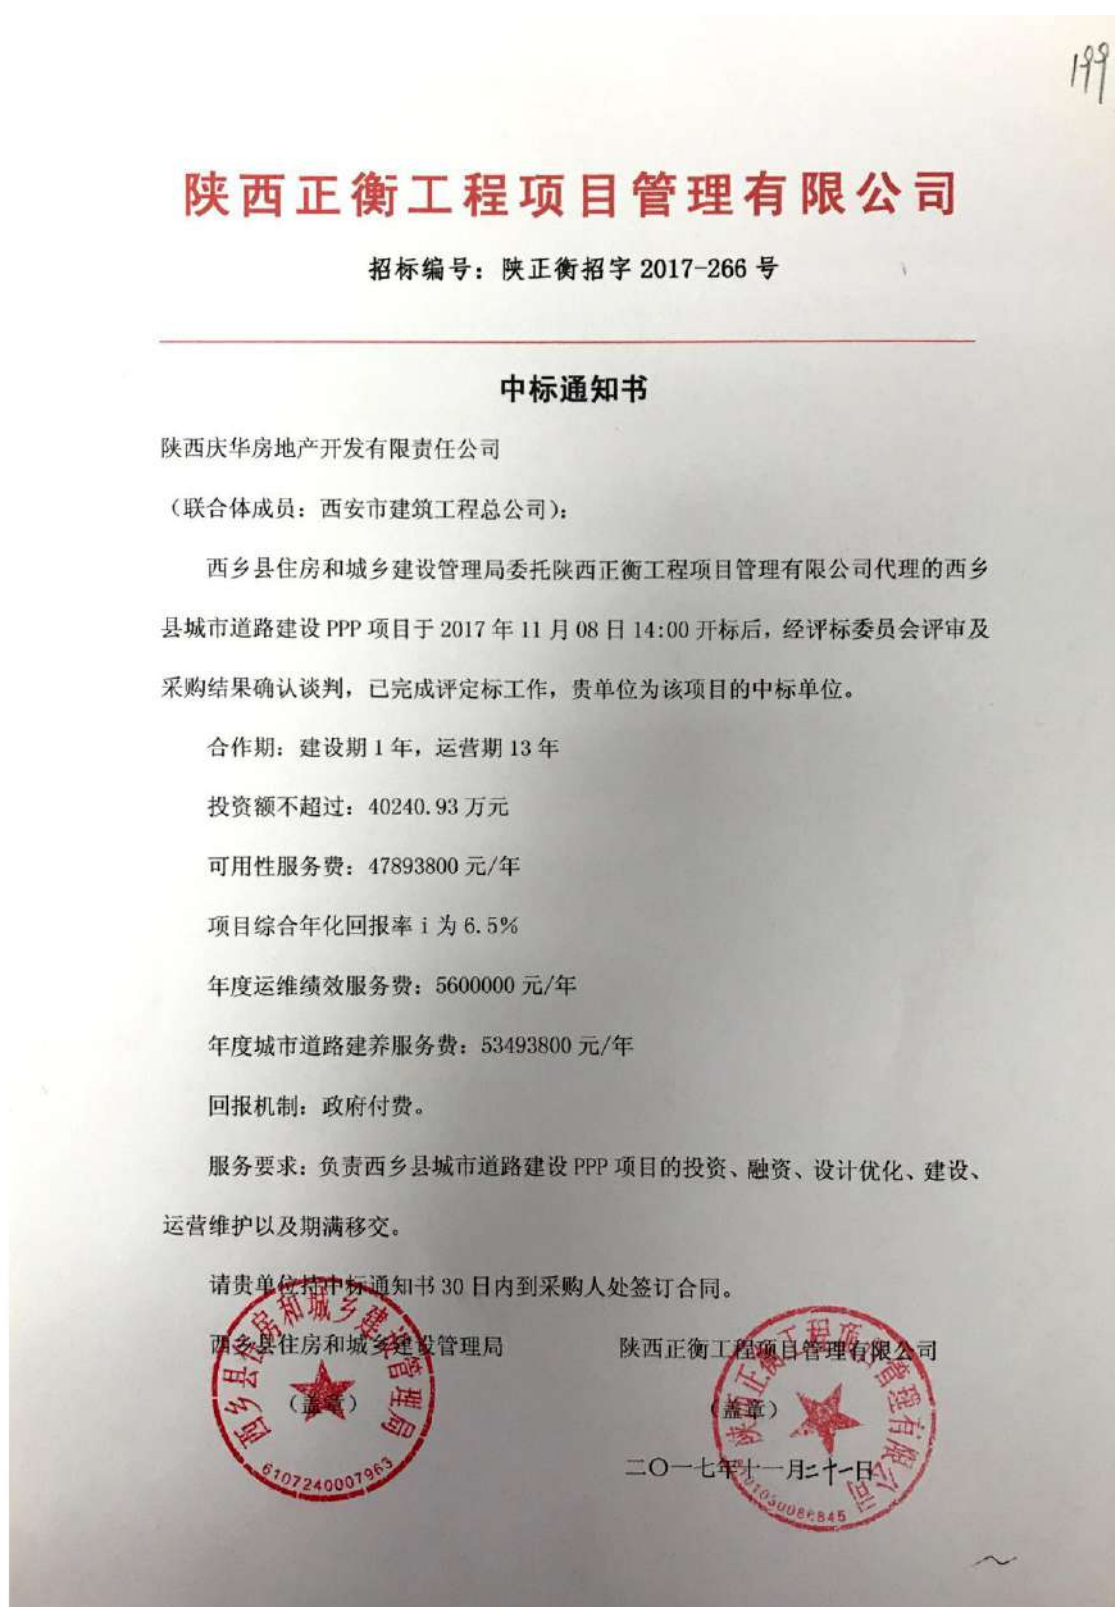 199
陕西正衡工程项目管理有限公司
招标编号：陕正衡招字 2017-266 号
中标通知书
陕西庆华房地产开发有限责任公司
（联合体成员：西安市建筑工程总公司）：
西乡县住房和城乡建设管理局委托陕西正衡工程项目管理有限公司代理的西乡
县城市道路建设 PPP 项目于 2017 年 11 月 08 日 14:00 开标后，经评标委员会评审及
采购结果确认谈判，已完成评定标工作，贵单位为该项目的中标单位。
合作期：建设期 1 年，运营期 13 年
投资额不超过：40240.93 万元
可用性服务费：47893800 元/年
项目综合年化回报率 i 为 6.5%
年度运维绩效服务费：5600000 元/年
年度城市道路建养服务费：53493800 元/年
回报机制：政府付费。
服务要求：负责西乡县城市道路建设 PPP 项目的投资、融资、设计优化、建设、
运营维护以及期满移交。
请贵单位持中标通知书 30 日内到采购人处签订合同。
西乡县住房和城乡建设管理局 陕西正衡工程项目管理有限公司
（盖章） （盖章）
二〇一七年十一月二十一日
西乡县住房和城乡建设管理局
6107240007963
陕西正衡工程项目管理有限公司